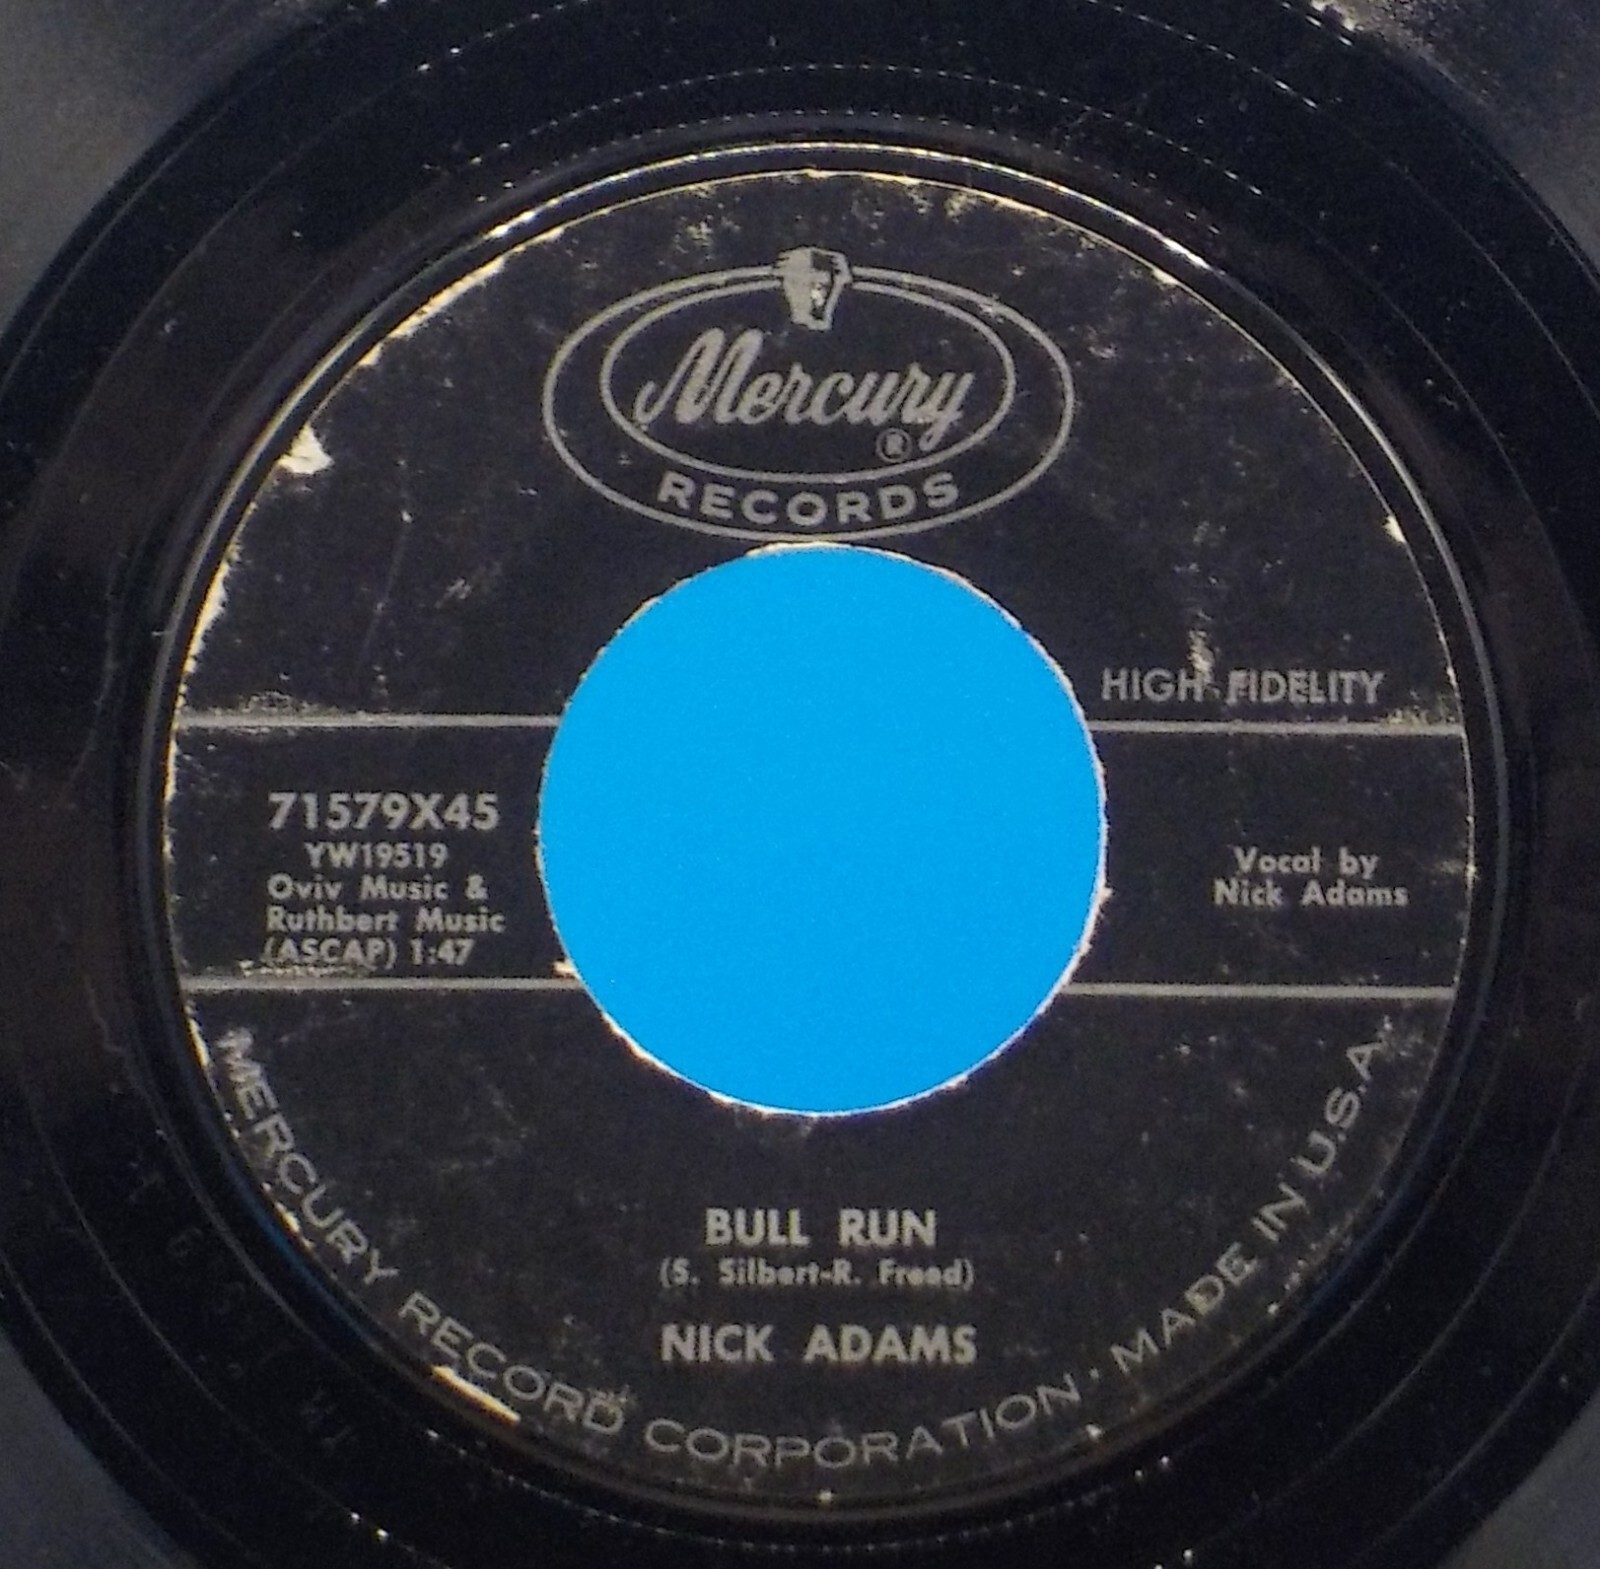 Mercury
®
RECORDS
HIGH FIDELITY
71579X45
YW19519
Oviv Music &
Ruthbert Music
(ASCAP) 1:47
Vocal by
Nick Adams
BULL RUN
(S. Silbert-R. Freed)
NICK ADAMS
MERCURY RECORD CORPORATION · MADE IN U.S.A.